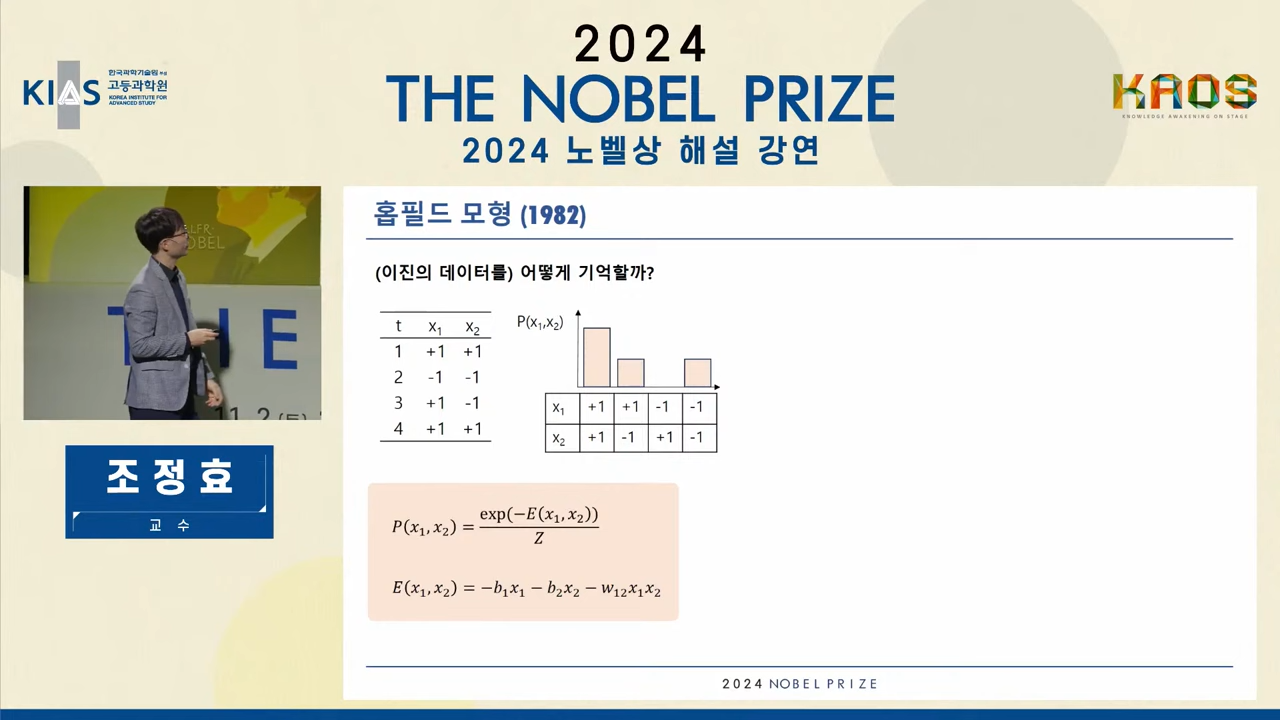 2024
THE NOBEL PRIZE
2024 노벨상 해설 강연
KIAS
한국과학기술원 부설
고등과학원
KOREA INSTITUTE FOR
ADVANCED STUDY
KAOS
KNOWLEDGE AWAKENING ON STAGE
NOBEL
T I E
11. 2 (토)
조정효
교 수
홉필드 모형 (1982)
(이진의 데이터를) 어떻게 기억할까?
t x₁ x₂
1 +1 +1
2 -1 -1
3 +1 -1
4 +1 +1
P(x₁,x₂)
x₁ +1 +1 -1 -1
x₂ +1 -1 +1 -1
P(x₁, x₂) = exp(−E(x₁, x₂)) / Z
E(x₁, x₂) = −b₁x₁ − b₂x₂ − w₁₂x₁x₂
2024 NOBEL PRIZE